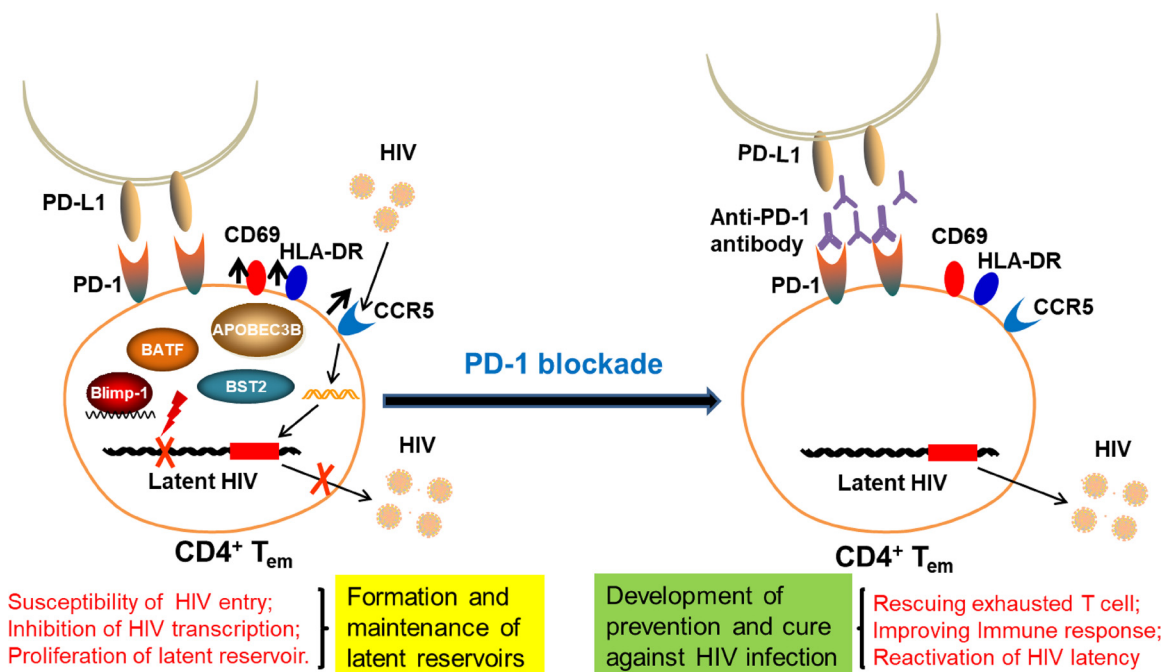 HIV
PD-L1
CD69
HLA-DR
PD-1
CCR5
APOBEC3B
BATF
BST2
Blimp-1
Latent HIV
HIV
CD4+ Tem
Susceptibility of HIV entry;
Inhibition of HIV transcription;
Proliferation of latent reservoir.
Formation and
maintenance of
latent reservoirs
PD-1 blockade
PD-L1
Anti-PD-1
antibody
CD69
HLA-DR
PD-1
CCR5
Latent HIV
HIV
CD4+ Tem
Development of
prevention and cure
against HIV infection
Rescuing exhausted T cell;
Improving Immune response;
Reactivation of HIV latency